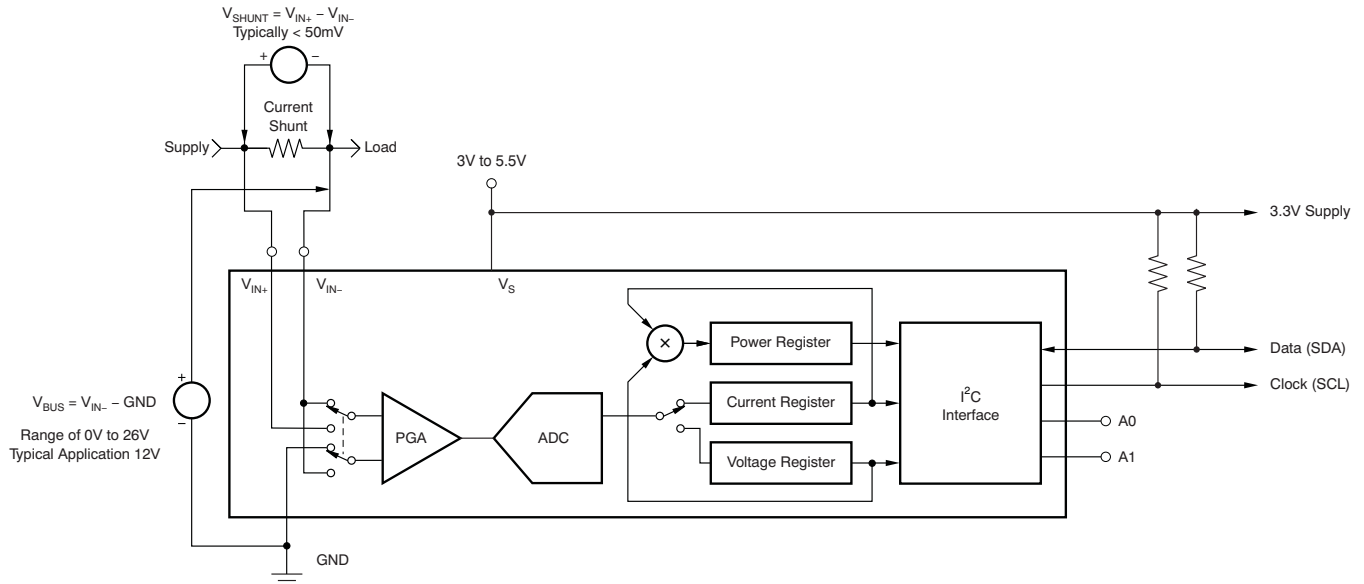 V_SHUNT = V_IN+ − V_IN−
Typically < 50mV
+ −
Current
Shunt
Supply
Load
3V to 5.5V
3.3V Supply
V_IN+
V_IN−
V_S
×
Power Register
Data (SDA)
+
V_BUS = V_IN− − GND
−
Range of 0V to 26V
Typical Application 12V
PGA
ADC
Current Register
Voltage Register
I²C
Interface
Clock (SCL)
A0
A1
GND